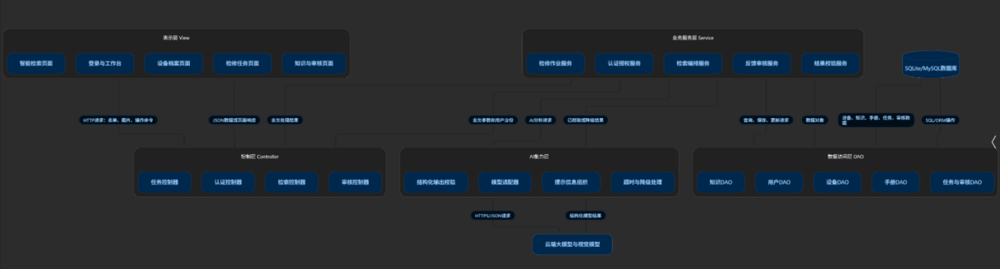 表示层 View
智能检索页面
登录与工作台
设备档案页面
检修任务页面
知识与审核页面
业务服务层 Service
检修作业服务
认证授权服务
检索编排服务
反馈审核服务
结果校验服务
SQLite/MySQL数据库
HTTP请求：表单、图片、操作命令
JSON数据或页面响应
业务处理结果
业务参数和用户身份
AI分析请求
已校验或降级结果
查询、保存、更新请求
数据对象
设备、知识、手册、任务、审核数
据
SQL/ORM操作
控制层 Controller
任务控制器
认证控制器
检索控制器
审核控制器
AI能力层
结构化输出校验
模型适配器
提示信息组织
超时与降级处理
数据访问层 DAO
知识DAO
用户DAO
设备DAO
手册DAO
任务与审核DAO
HTTPS/JSON请求
结构化模型结果
云端大模型与视觉模型